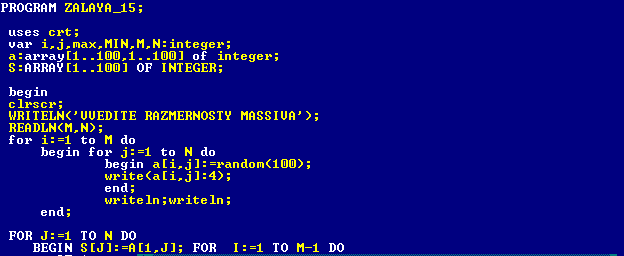 PROGRAM ZALAYA_15;
uses crt;
var i,j,max,MIN,M,N:integer;
a:array[1..100,1..100] of integer;
S:ARRAY[1..100] OF INTEGER;
begin
clrscr;
WRITELN('VVEDITE RAZMERNOSTY MASSIVA');
READLN(M,N);
for i:=1 to M do
begin for j:=1 to N do
begin a[i,j]:=random(100);
write(a[i,j]:4);
end;
writeln;writeln;
end;
FOR J:=1 TO N DO
BEGIN S[J]:=A[1,J]; FOR  I:=1 TO M-1 DO